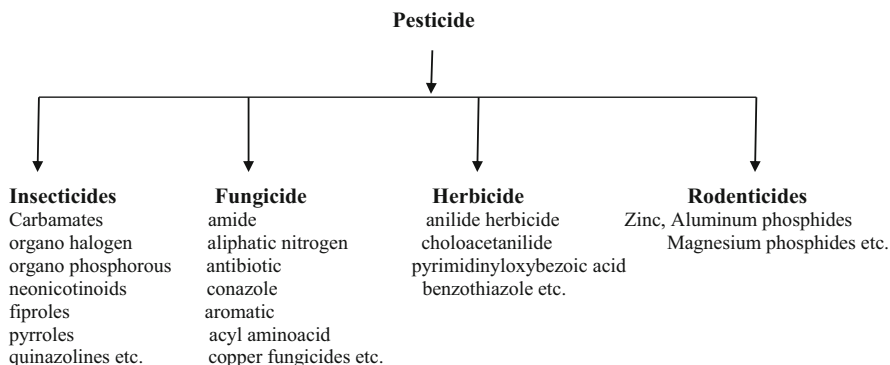 Pesticide
Insecticides
Carbamates
organo halogen
organo phosphorous
neonicotinoids
fiproles
pyrroles
quinazolines etc.
Fungicide
amide
aliphatic nitrogen
antibiotic
conazole
aromatic
acyl aminoacid
copper fungicides etc.
Herbicide
anilide herbicide
choloacetanilide
pyrimidinyloxybezoic acid
benzothiazole etc.
Rodenticides
Zinc, Aluminum phosphides
Magnesium phosphides etc.